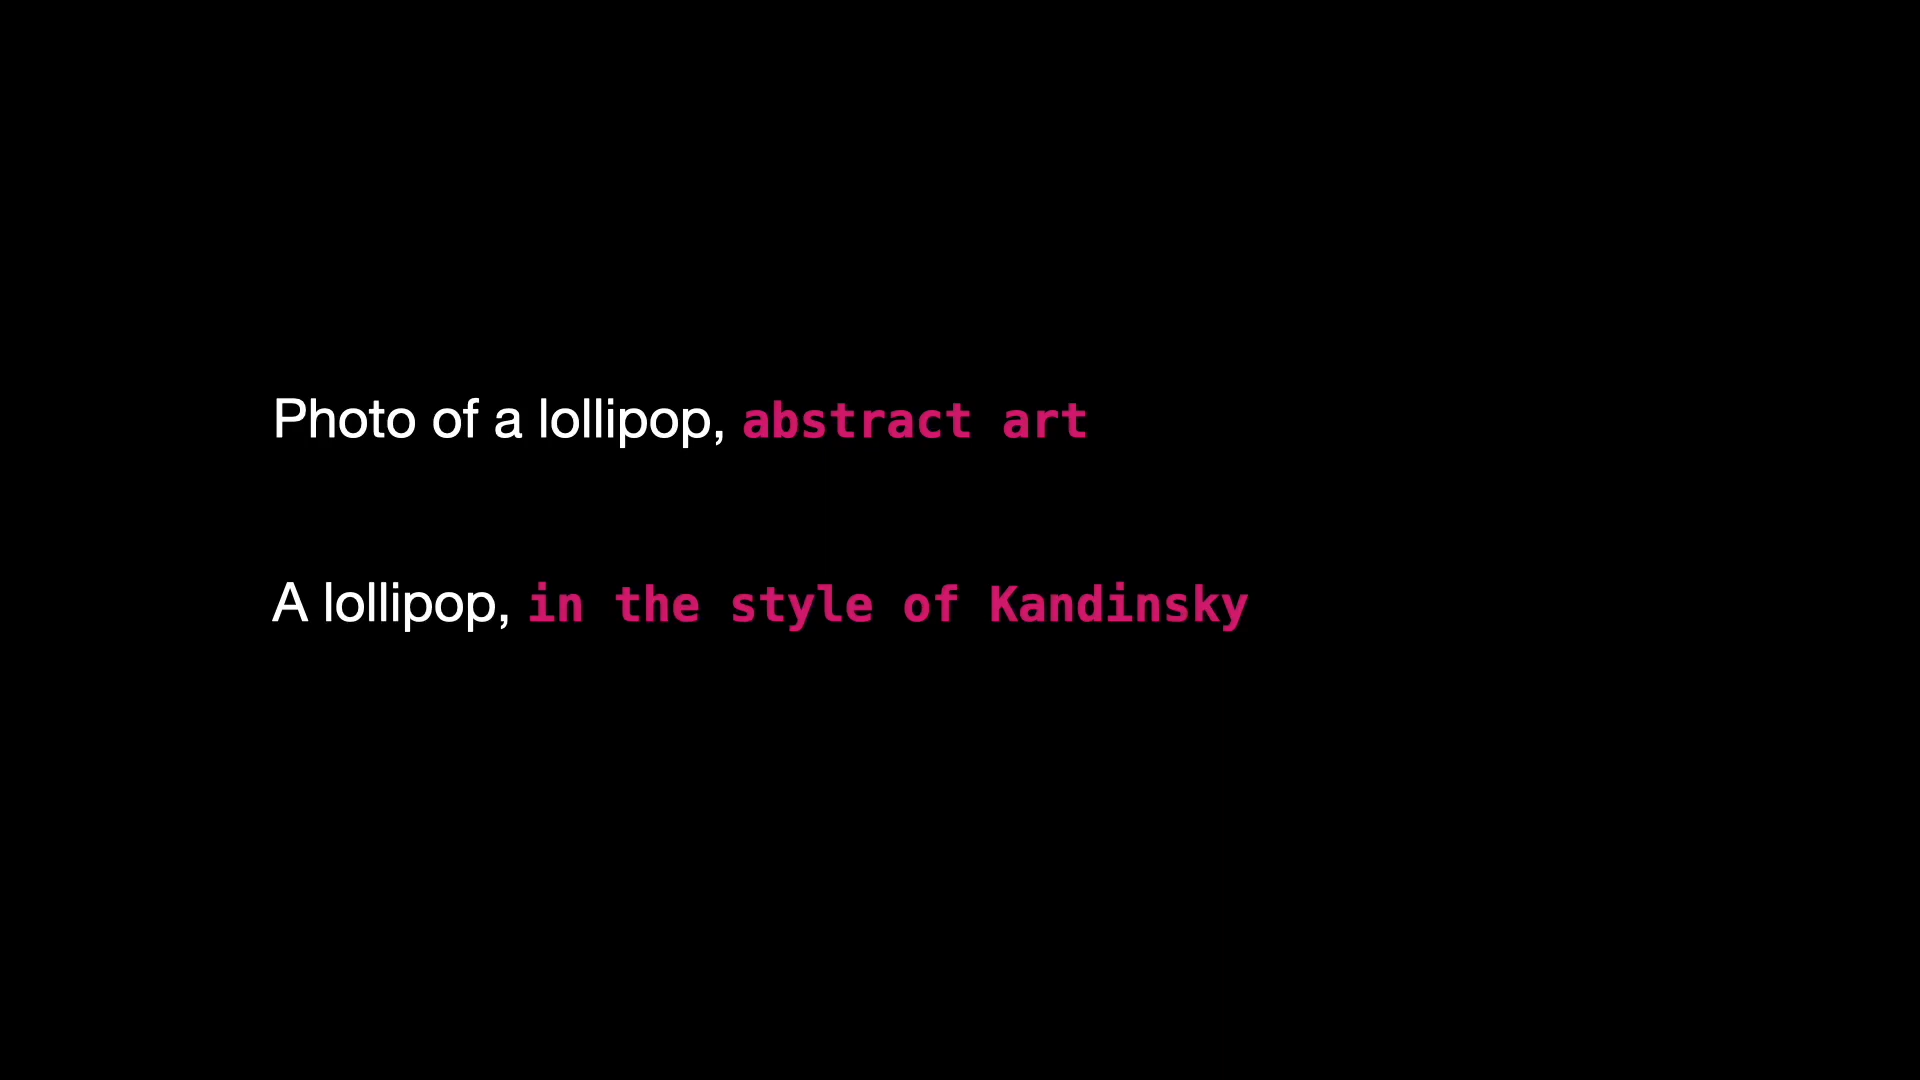 Photo of a lollipop, abstract art
A lollipop, in the style of Kandinsky